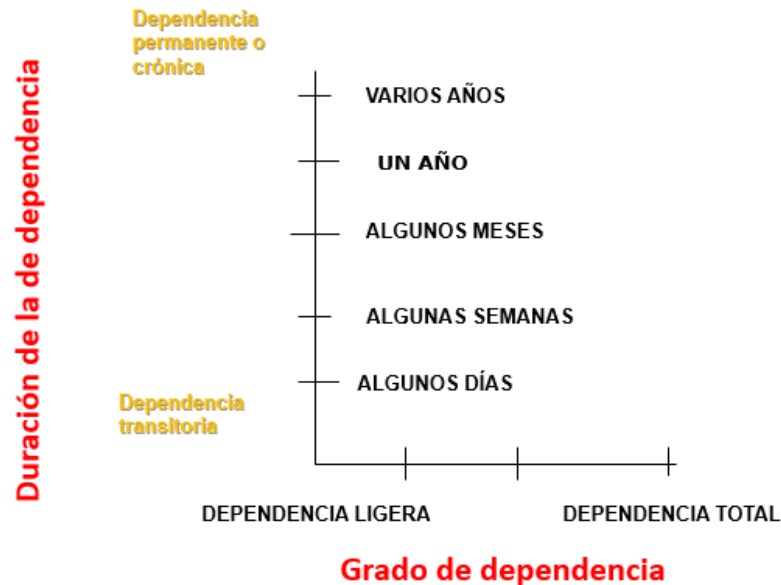 Dependencia
permanente o
crónica
VARIOS AÑOS
UN AÑO
ALGUNOS MESES
ALGUNAS SEMANAS
ALGUNOS DÍAS
Dependencia
transitoria
Duración de la de dependencia
DEPENDENCIA LIGERA
DEPENDENCIA TOTAL
Grado de dependencia